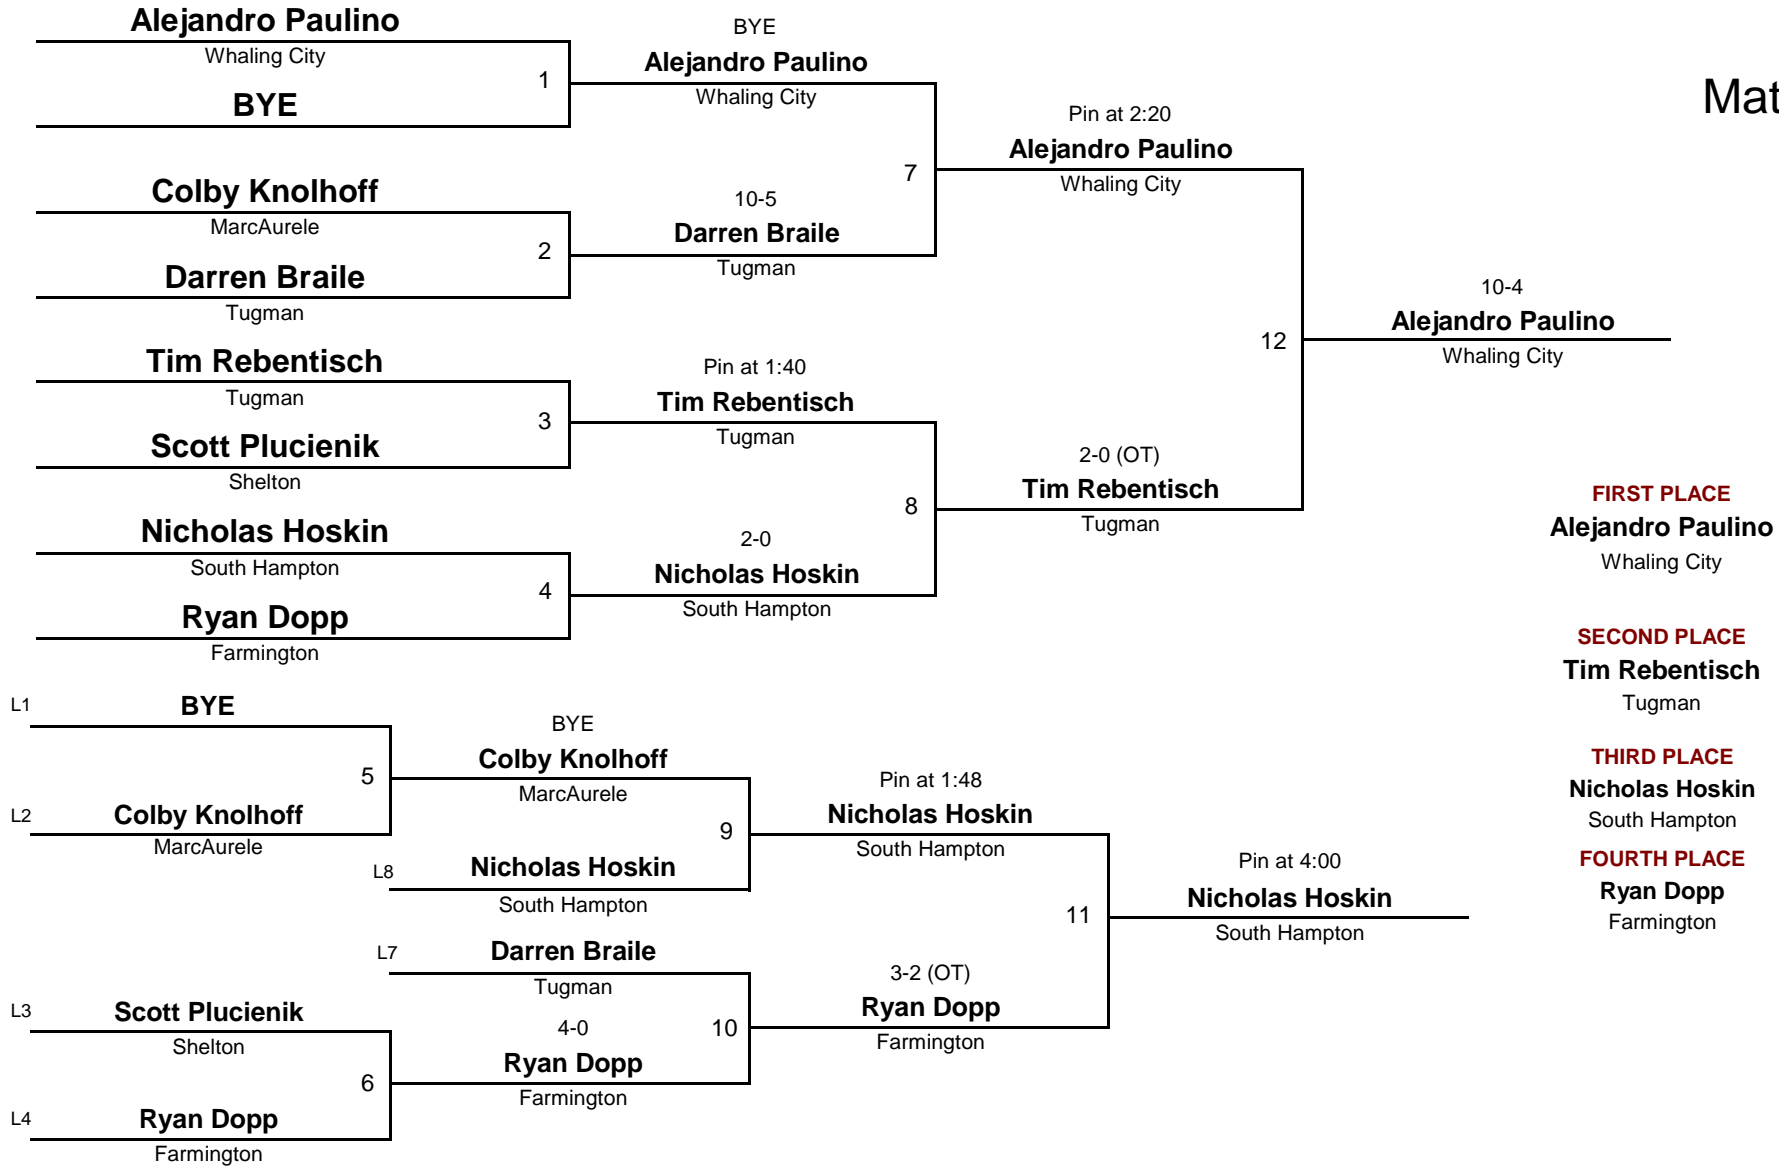 Alejandro Paulino
Whaling City
1
BYE
Colby Knolhoff
MarcAurele
2
Darren Braile
Tugman
Tim Rebentisch
Tugman
3
Scott Plucienik
Shelton
Nicholas Hoskin
South Hampton
4
Ryan Dopp
Farmington
BYE
Alejandro Paulino
Whaling City
7
10-5
Darren Braile
Tugman
Pin at 1:40
Tim Rebentisch
Tugman
8
2-0
Nicholas Hoskin
South Hampton
Pin at 2:20
Alejandro Paulino
Whaling City
12
2-0 (OT)
Tim Rebentisch
Tugman
10-4
Alejandro Paulino
Whaling City
Mat
L1
BYE
5
L2
Colby Knolhoff
MarcAurele
BYE
Colby Knolhoff
MarcAurele
9
L8
Nicholas Hoskin
South Hampton
L7
Darren Braile
Tugman
10
4-0
Ryan Dopp
Farmington
L3
Scott Plucienik
Shelton
6
L4
Ryan Dopp
Farmington
Pin at 1:48
Nicholas Hoskin
South Hampton
11
3-2 (OT)
Ryan Dopp
Farmington
Pin at 4:00
Nicholas Hoskin
South Hampton
FIRST PLACE
Alejandro Paulino
Whaling City
SECOND PLACE
Tim Rebentisch
Tugman
THIRD PLACE
Nicholas Hoskin
South Hampton
FOURTH PLACE
Ryan Dopp
Farmington